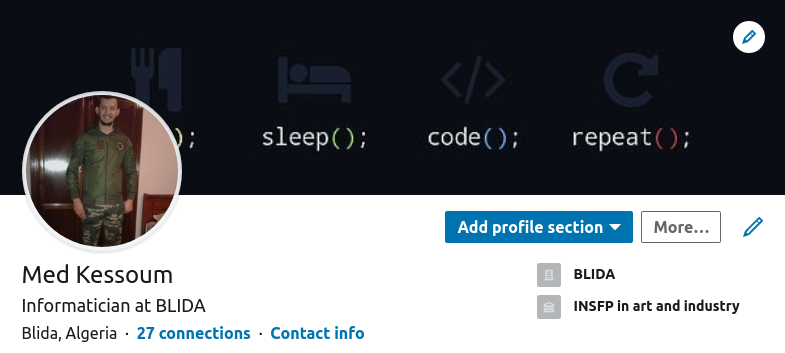 ); sleep(); code(); repeat();
Add profile section More...
Med Kessoum
Informatician at BLIDA
Blida, Algeria · 27 connections · Contact info
BLIDA
INSFP in art and industry